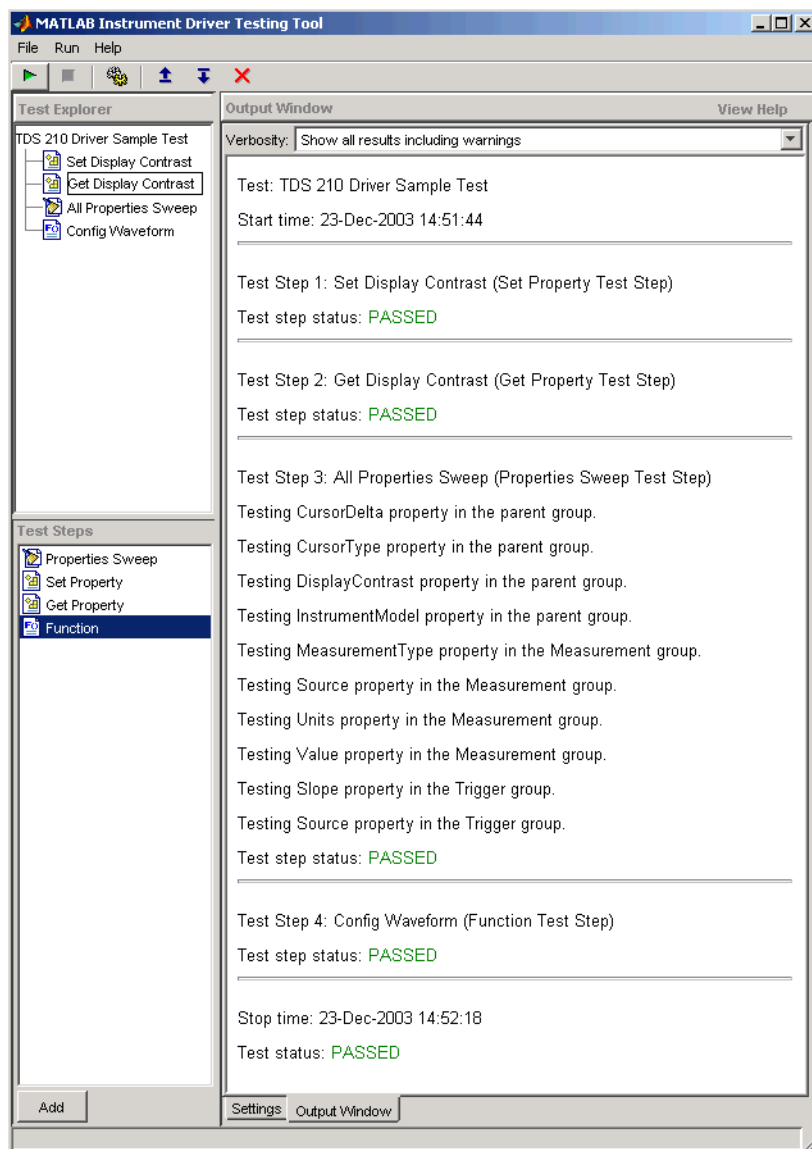 MATLAB Instrument Driver Testing Tool
File Run Help
Test Explorer
TDS 210 Driver Sample Test
Set Display Contrast
Get Display Contrast
All Properties Sweep
Config Waveform
Test Steps
Properties Sweep
Set Property
Get Property
Function
Add
Output Window View Help
Verbosity: Show all results including warnings
Test: TDS 210 Driver Sample Test
Start time: 23-Dec-2003 14:51:44
Test Step 1: Set Display Contrast (Set Property Test Step)
Test step status: PASSED
Test Step 2: Get Display Contrast (Get Property Test Step)
Test step status: PASSED
Test Step 3: All Properties Sweep (Properties Sweep Test Step)
Testing CursorDelta property in the parent group.
Testing CursorType property in the parent group.
Testing DisplayContrast property in the parent group.
Testing InstrumentModel property in the parent group.
Testing MeasurementType property in the Measurement group.
Testing Source property in the Measurement group.
Testing Units property in the Measurement group.
Testing Value property in the Measurement group.
Testing Slope property in the Trigger group.
Testing Source property in the Trigger group.
Test step status: PASSED
Test Step 4: Config Waveform (Function Test Step)
Test step status: PASSED
Stop time: 23-Dec-2003 14:52:18
Test status: PASSED
Settings Output Window